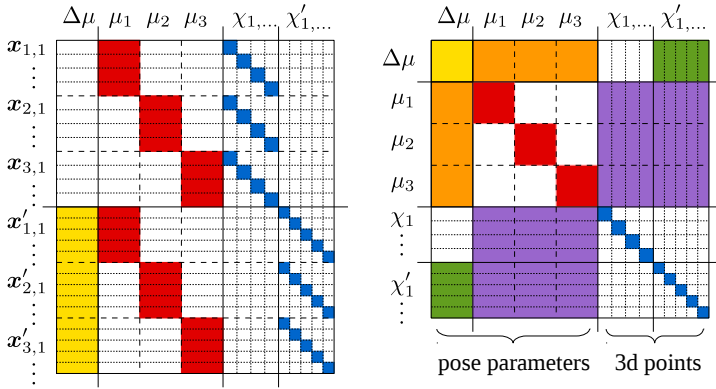 Δμ μ₁ μ₂ μ₃ χ₁,... χ′₁,...
x₁,₁
⋮
x₂,₁
⋮
x₃,₁
⋮
x′₁,₁
⋮
x′₂,₁
⋮
x′₃,₁
⋮
Δμ μ₁ μ₂ μ₃ χ₁,... χ′₁,...
Δμ
μ₁
μ₂
μ₃
χ₁
⋮
χ′₁
⋮
pose parameters 3d points